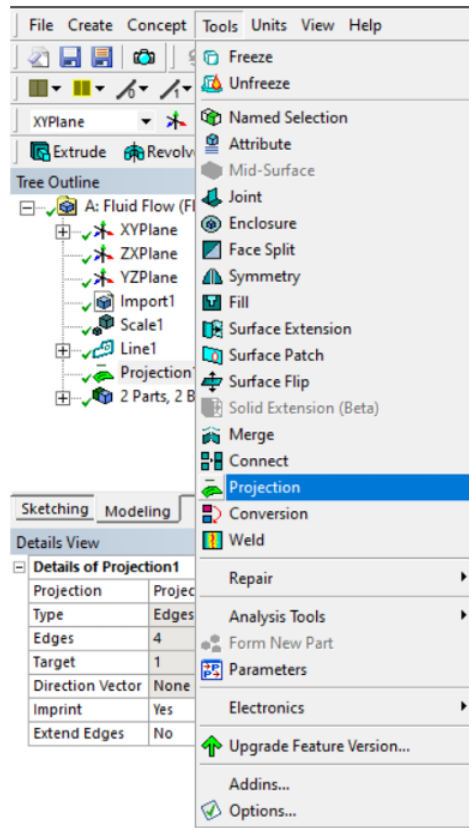 File Create Concept Tools Units View Help
XYPlane
Extrude Revolv
Tree Outline
A: Fluid Flow (Fl
XYPlane
ZXPlane
YZPlane
Import1
Scale1
Line1
Projection1
2 Parts, 2 B
Sketching Modeling
Details View
Details of Projection1
Projection Projec
Type Edges
Edges 4
Target 1
Direction Vector None
Imprint Yes
Extend Edges No
Freeze
Unfreeze
Named Selection
Attribute
Mid-Surface
Joint
Enclosure
Face Split
Symmetry
Fill
Surface Extension
Surface Patch
Surface Flip
Solid Extension (Beta)
Merge
Connect
Projection
Conversion
Weld
Repair
Analysis Tools
Form New Part
Parameters
Electronics
Upgrade Feature Version...
Addins...
Options...